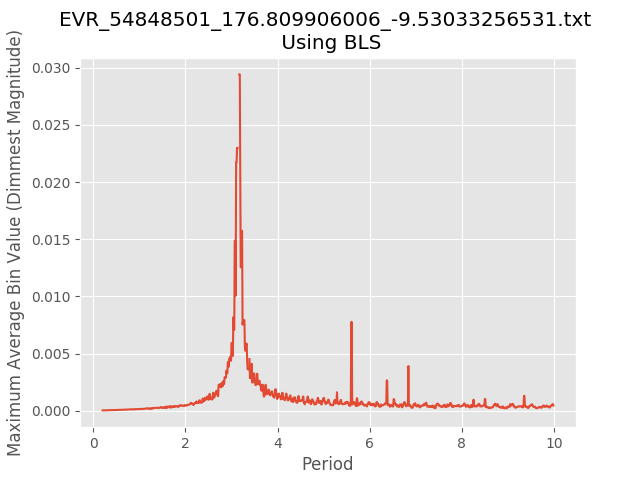 EVR_54848501_176.809906006_-9.53033256531.txt
Using BLS
Maximum Average Bin Value (Dimmest Magnitude)
0.030
0.025
0.020
0.015
0.010
0.005
0.000
0 2 4 6 8 10
Period